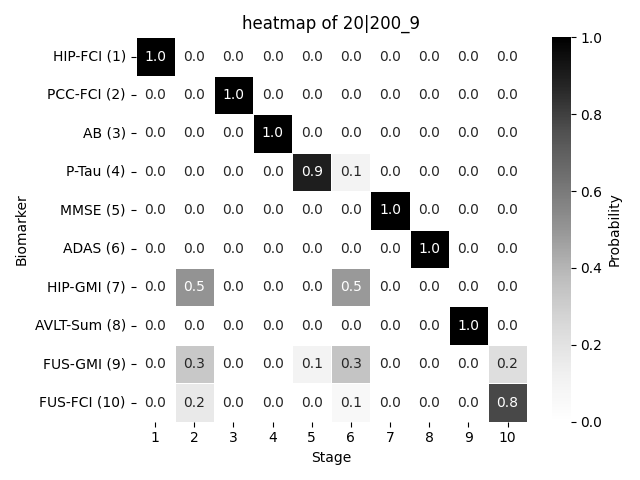 heatmap of 20|200_9
HIP-FCI (1) 1.0 0.0 0.0 0.0 0.0 0.0 0.0 0.0 0.0 0.0
PCC-FCI (2) 0.0 0.0 1.0 0.0 0.0 0.0 0.0 0.0 0.0 0.0
AB (3) 0.0 0.0 0.0 1.0 0.0 0.0 0.0 0.0 0.0 0.0
P-Tau (4) 0.0 0.0 0.0 0.0 0.9 0.1 0.0 0.0 0.0 0.0
MMSE (5) 0.0 0.0 0.0 0.0 0.0 0.0 1.0 0.0 0.0 0.0
ADAS (6) 0.0 0.0 0.0 0.0 0.0 0.0 0.0 1.0 0.0 0.0
HIP-GMI (7) 0.0 0.5 0.0 0.0 0.0 0.5 0.0 0.0 0.0 0.0
AVLT-Sum (8) 0.0 0.0 0.0 0.0 0.0 0.0 0.0 0.0 1.0 0.0
FUS-GMI (9) 0.0 0.3 0.0 0.0 0.1 0.3 0.0 0.0 0.0 0.2
FUS-FCI (10) 0.0 0.2 0.0 0.0 0.0 0.1 0.0 0.0 0.0 0.8
1 2 3 4 5 6 7 8 9 10
Stage
Biomarker
1.0
0.8
0.6
0.4
0.2
0.0
Probability